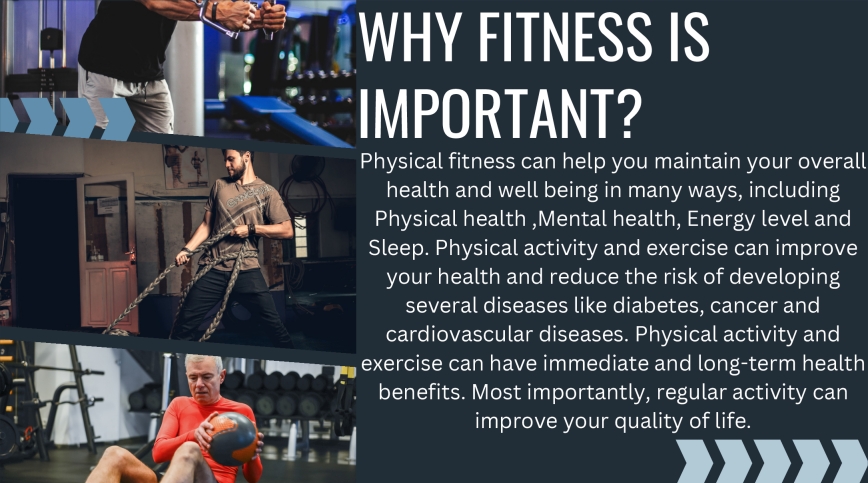 WHY FITNESS IS
IMPORTANT?
Physical fitness can help you maintain your overall
health and well being in many ways, including
Physical health ,Mental health, Energy level and
Sleep. Physical activity and exercise can improve
your health and reduce the risk of developing
several diseases like diabetes, cancer and
cardiovascular diseases. Physical activity and
exercise can have immediate and long-term health
benefits. Most importantly, regular activity can
improve your quality of life.